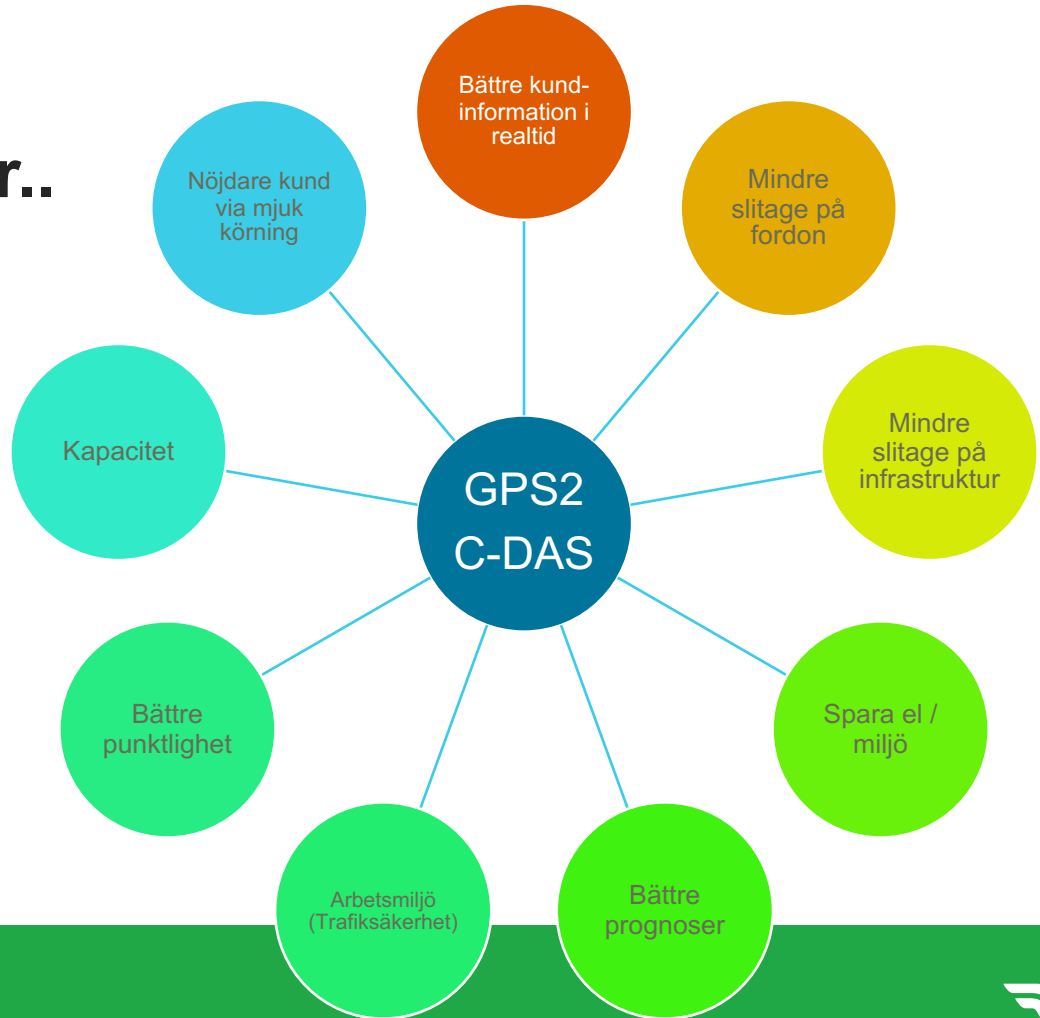 r..
Bättre kund-
information i
realtid
Mindre
slitage på
fordon
Mindre
slitage på
infrastruktur
Spara el /
miljö
Bättre
prognoser
Arbetsmiljö
(Trafiksäkerhet)
Bättre
punktlighet
Kapacitet
Nöjdare kund
via mjuk
körning
GPS2
C-DAS